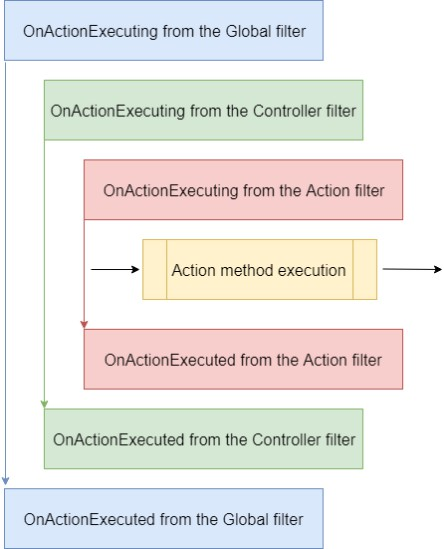 OnActionExecuting from the Global filter
OnActionExecuting from the Controller filter
OnActionExecuting from the Action filter
Action method execution
OnActionExecuted from the Action filter
OnActionExecuted from the Controller filter
OnActionExecuted from the Global filter